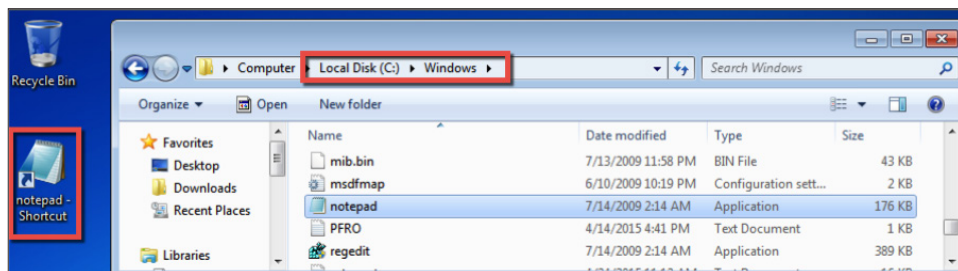 Recycle Bin
notepad -
Shortcut
Computer Local Disk (C:) Windows
Search Windows
Organize Open New folder
Favorites
Desktop
Downloads
Recent Places
Libraries
Name Date modified Type Size
mib.bin 7/13/2009 11:58 PM BIN File 43 KB
msdfmap 6/10/2009 10:19 PM Configuration sett... 2 KB
notepad 7/14/2009 2:14 AM Application 176 KB
PFRO 4/14/2015 4:41 PM Text Document 1 KB
regedit 7/14/2009 2:14 AM Application 389 KB